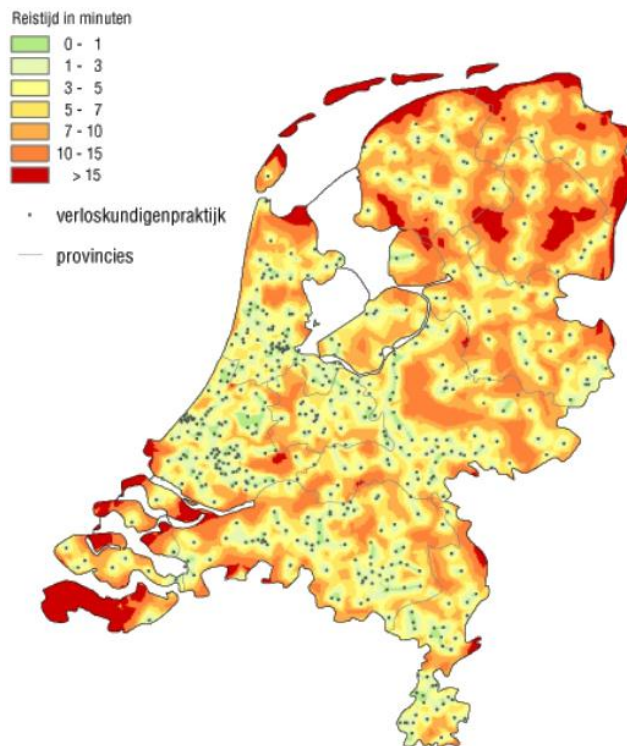 Reistijd in minuten
0 - 1
1 - 3
3 - 5
5 - 7
7 - 10
10 - 15
> 15
verloskundigenpraktijk
provincies